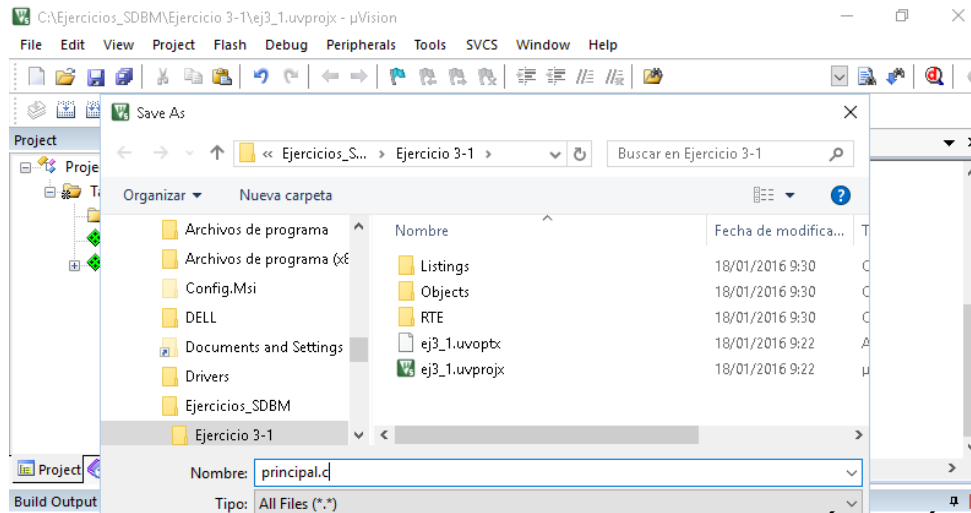 C:\Ejercicios_SDBM\Ejercicio 3-1\ej3_1.uvprojx - µVision
File Edit View Project Flash Debug Peripherals Tools SVCS Window Help
Save As
Project
« Ejercicios_S... › Ejercicio 3-1 ›
Buscar en Ejercicio 3-1
Proje
Organizar Nueva carpeta
Archivos de programa
Nombre Fecha de modifica... T
Archivos de programa (x8
Listings 18/01/2016 9:30
Config.Msi
Objects 18/01/2016 9:30
DELL
RTE 18/01/2016 9:30
Documents and Settings
ej3_1.uvoptx 18/01/2016 9:22 A
Drivers
ej3_1.uvprojx 18/01/2016 9:22 µ
Ejercicios_SDBM
Ejercicio 3-1
Project
Nombre: principal.c
Build Output
Tipo: All Files (*.*)